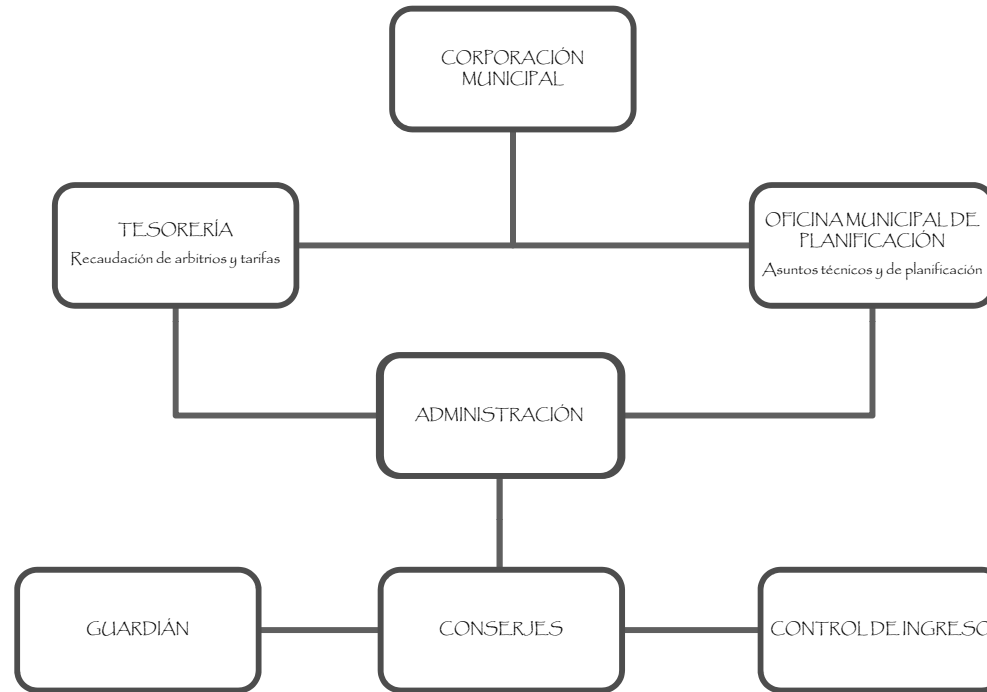 CORPORACIÓN
MUNICIPAL
TESORERÍA
Recaudación de arbitrios y tarifas
OFICINA MUNICIPAL DE
PLANIFICACIÓN
Asuntos técnicos y de planificación
ADMINISTRACIÓN
GUARDIÁN
CONSERJES
CONTROL DE INGRESO